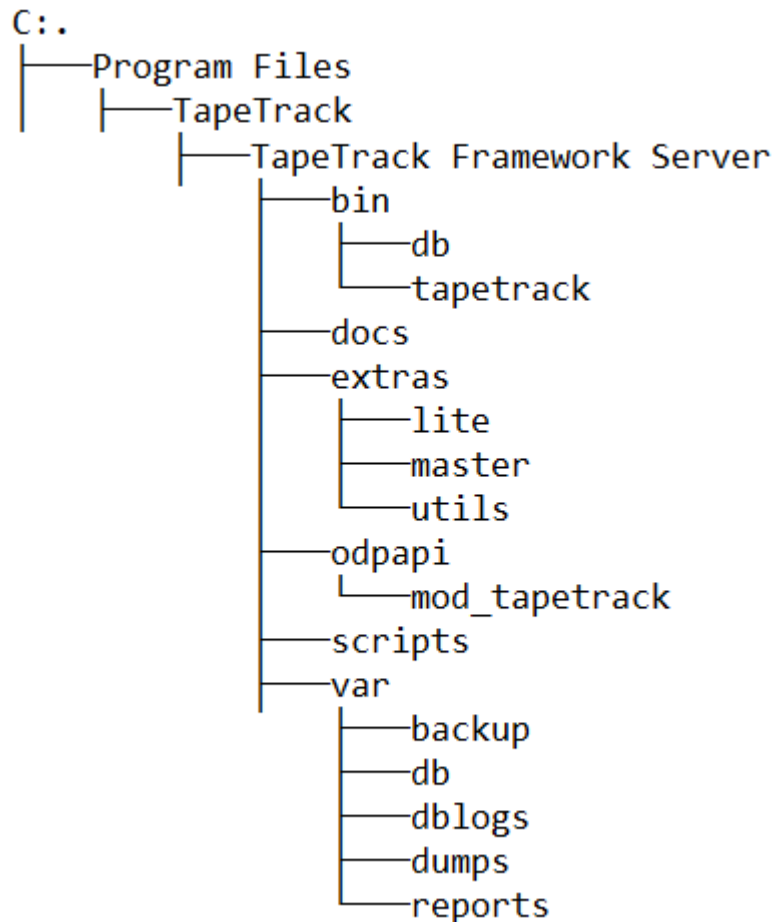 C:.
Program Files
TapeTrack
TapeTrack Framework Server
bin
db
tapetrack
docs
extras
lite
master
utils
odpapi
mod_tapetrack
scripts
var
backup
db
dblogs
dumps
reports